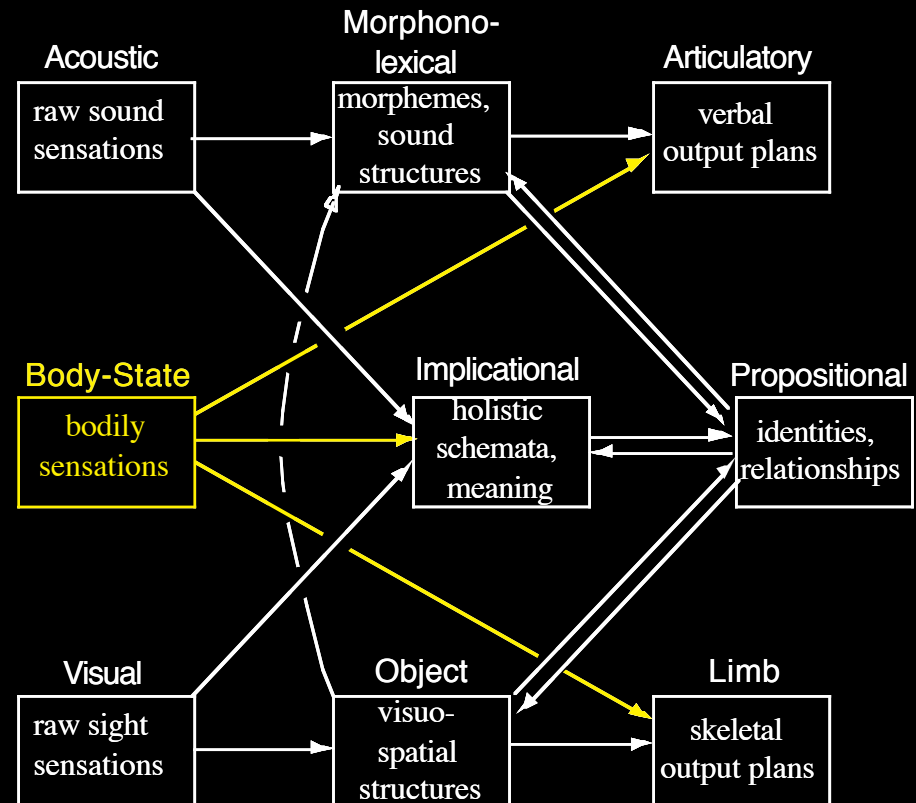 Acoustic
raw sound
sensations
Morphono-
lexical
morphemes,
sound
structures
Articulatory
verbal
output plans
Body-State
bodily
sensations
Implicational
holistic
schemata,
meaning
Propositional
identities,
relationships
Visual
raw sight
sensations
Object
visuo-
spatial
structures
Limb
skeletal
output plans